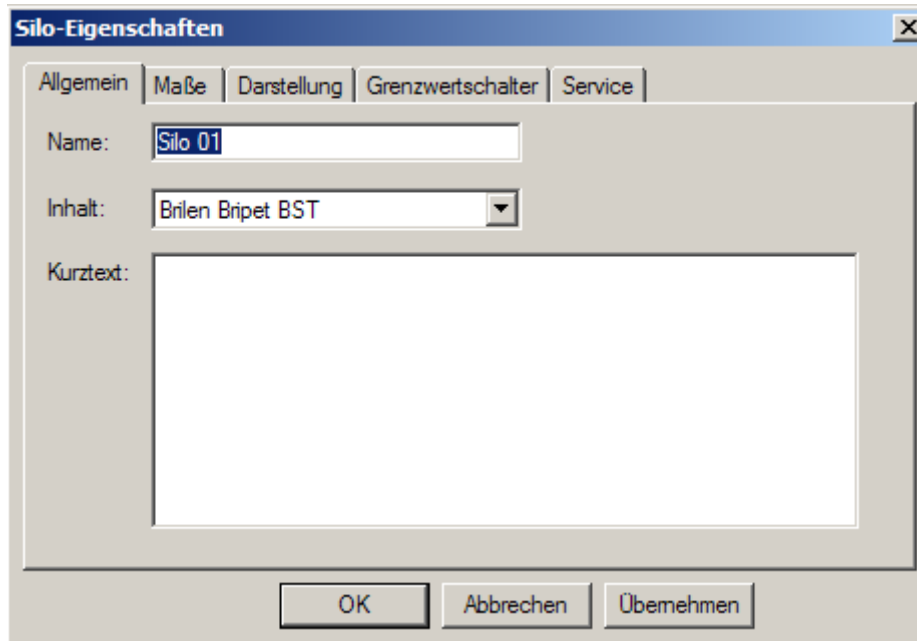 Silo-Eigenschaften
Allgemein Maße Darstellung Grenzwertschalter Service
Name: Silo 01
Inhalt: Brilen Bripet BST
Kurztext:
OK Abbrechen Übernehmen